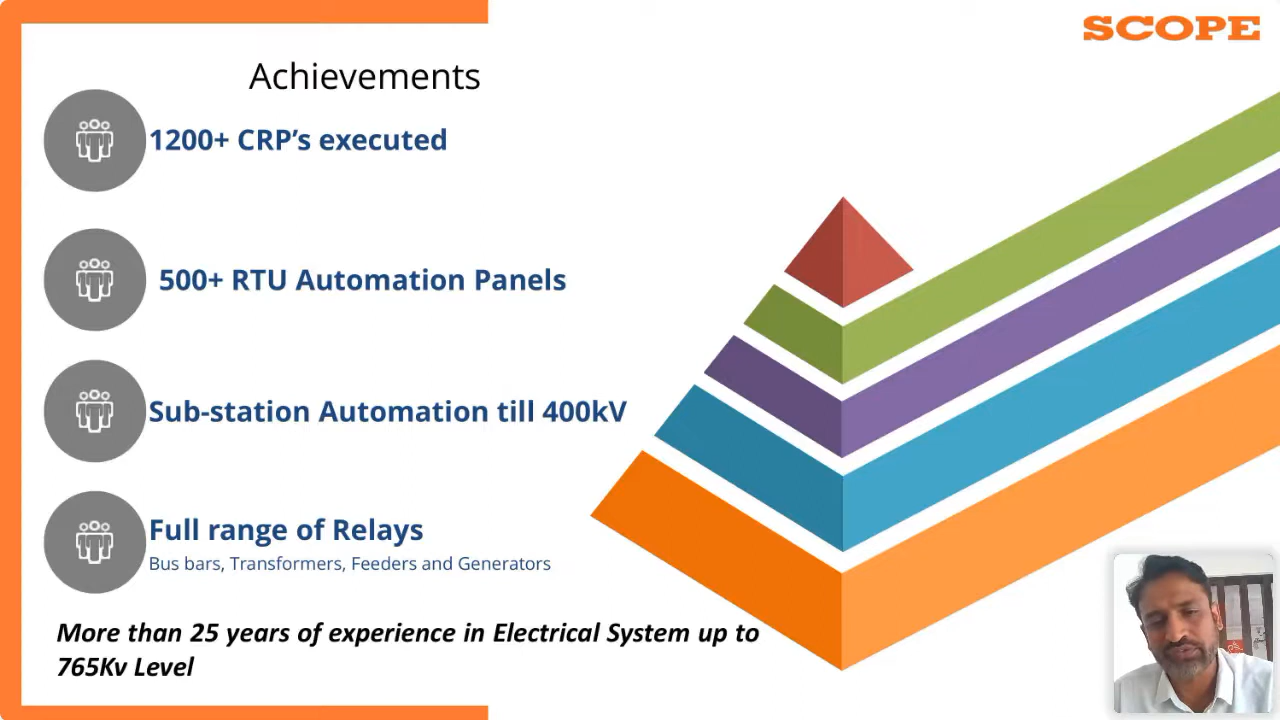 SCOPE
Achievements
1200+ CRP’s executed
500+ RTU Automation Panels
Sub-station Automation till 400kV
Full range of Relays
Bus bars, Transformers, Feeders and Generators
More than 25 years of experience in Electrical System up to
765Kv Level